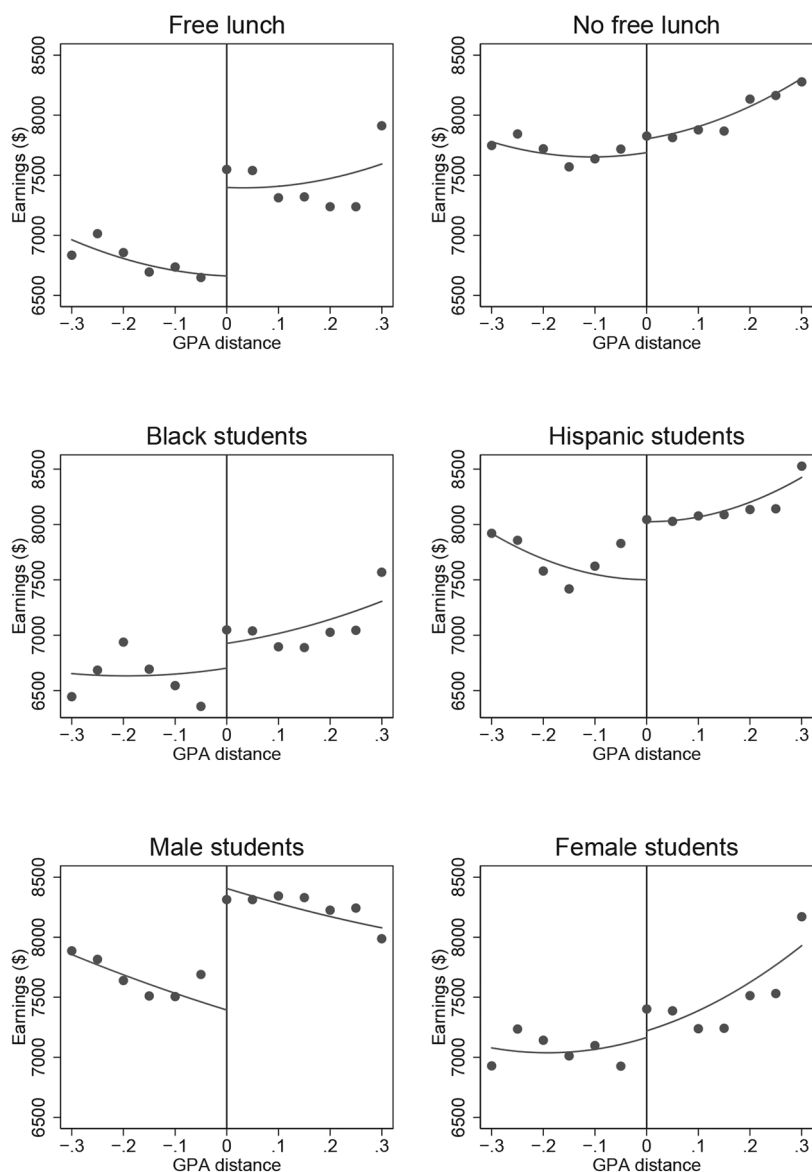 Free lunch
Earnings ($)
8500
8000
7500
7000
6500
−.3 −.2 −.1 0 .1 .2 .3
GPA distance
No free lunch
Earnings ($)
8500
8000
7500
7000
6500
−.3 −.2 −.1 0 .1 .2 .3
GPA distance
Black students
Earnings ($)
8500
8000
7500
7000
6500
−.3 −.2 −.1 0 .1 .2 .3
GPA distance
Hispanic students
Earnings ($)
8500
8000
7500
7000
6500
−.3 −.2 −.1 0 .1 .2 .3
GPA distance
Male students
Earnings ($)
8500
8000
7500
7000
6500
−.3 −.2 −.1 0 .1 .2 .3
GPA distance
Female students
Earnings ($)
8500
8000
7500
7000
6500
−.3 −.2 −.1 0 .1 .2 .3
GPA distance